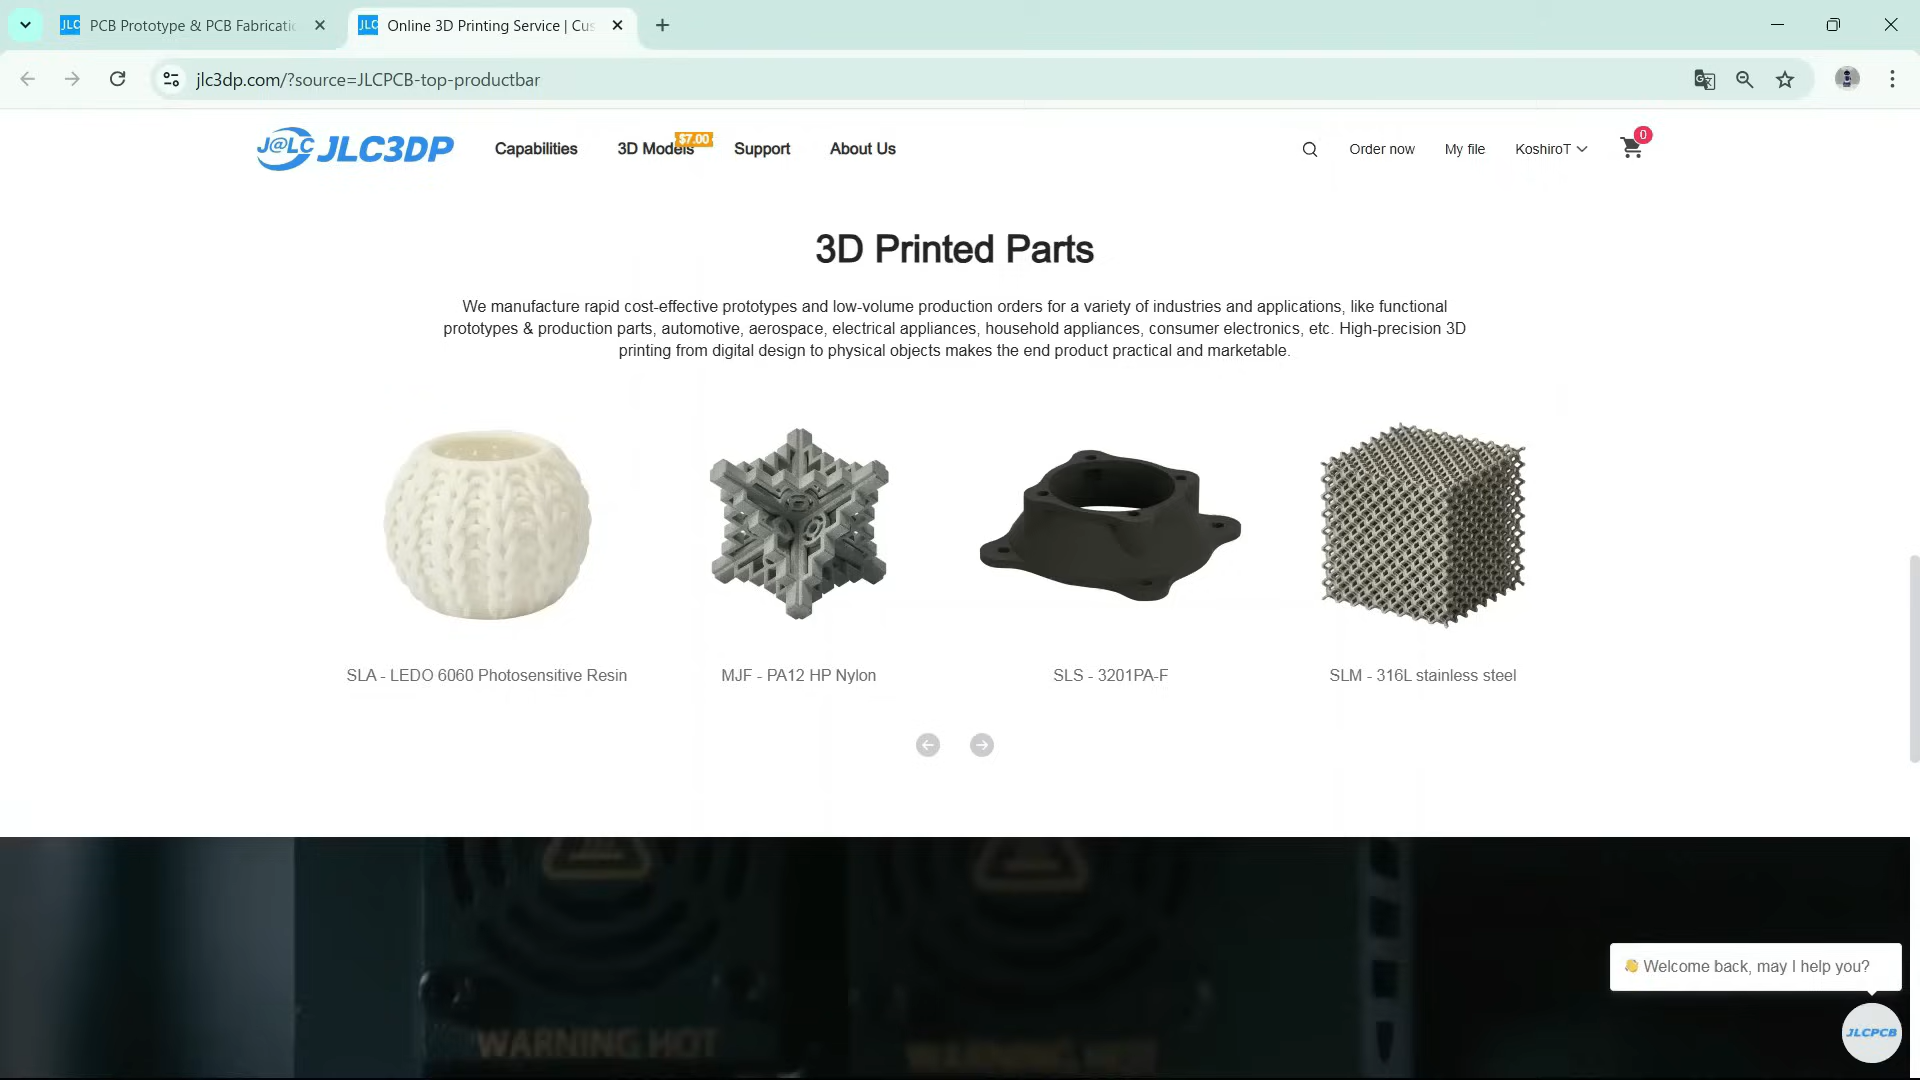 JLC PCB Prototype & PCB Fabricatic
JLC Online 3D Printing Service | Cus
jlc3dp.com/?source=JLCPCB-top-productbar
J@LC JLC3DP
Capabilities
3D Models
$7.00
Support
About Us
Order now
My file
KoshiroT
0
3D Printed Parts
We manufacture rapid cost-effective prototypes and low-volume production orders for a variety of industries and applications, like functional
prototypes & production parts, automotive, aerospace, electrical appliances, household appliances, consumer electronics, etc. High-precision 3D
printing from digital design to physical objects makes the end product practical and marketable.
SLA - LEDO 6060 Photosensitive Resin
MJF - PA12 HP Nylon
SLS - 3201PA-F
SLM - 316L stainless steel
WARNING HOT
WARNING HOT
👋 Welcome back, may I help you?
JLCPCB